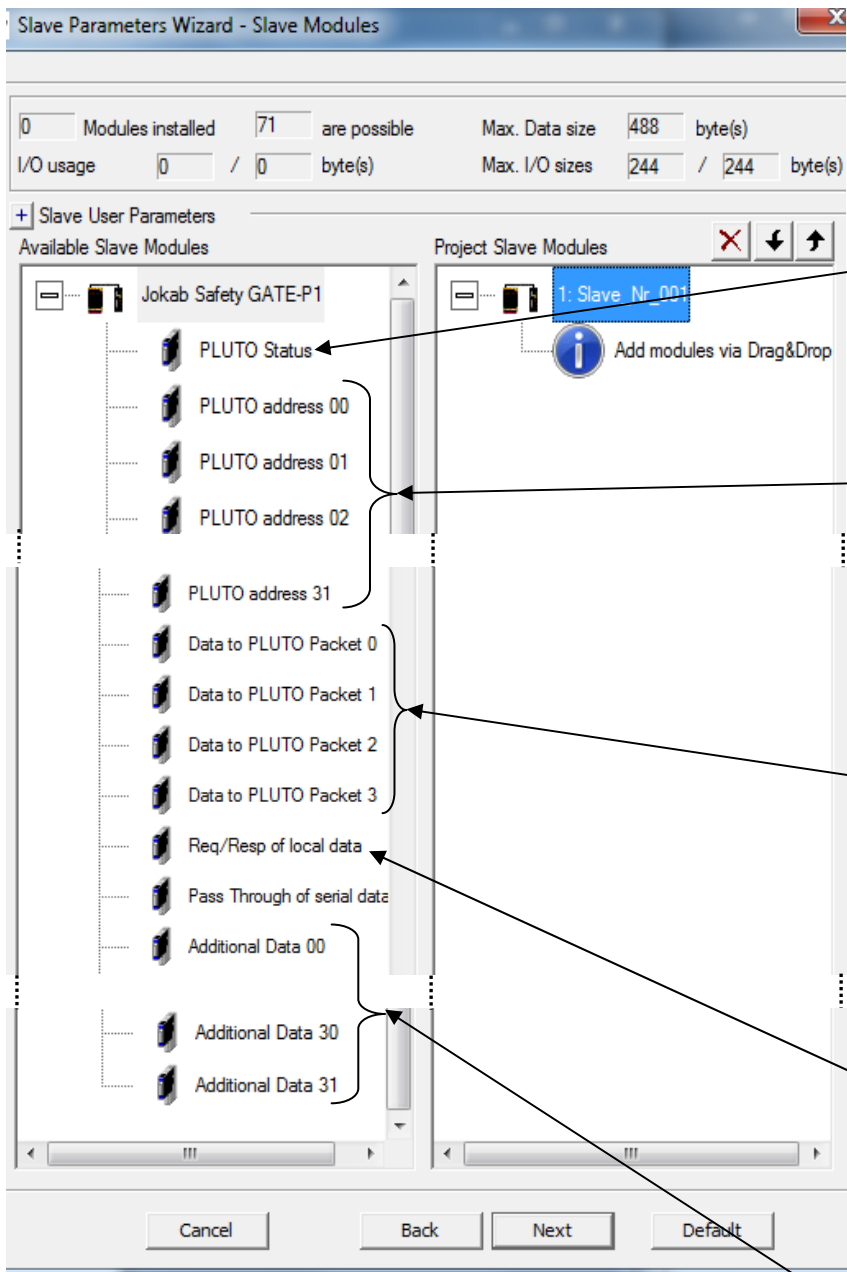 Slave Parameters Wizard - Slave Modules
X
0 Modules installed 71 are possible Max. Data size 488 byte(s)
I/O usage 0 / 0 byte(s) Max. I/O sizes 244 / 244 byte(s)
+ Slave User Parameters
Available Slave Modules
Project Slave Modules
Jokab Safety GATE-P1
PLUTO Status
PLUTO address 00
PLUTO address 01
PLUTO address 02
PLUTO address 31
Data to PLUTO Packet 0
Data to PLUTO Packet 1
Data to PLUTO Packet 2
Data to PLUTO Packet 3
Req/Resp of local data
Pass Through of serial data
Additional Data 00
Additional Data 30
Additional Data 31
1: Slave_Nr_001
Add modules via Drag&Drop
Cancel Back Next Default